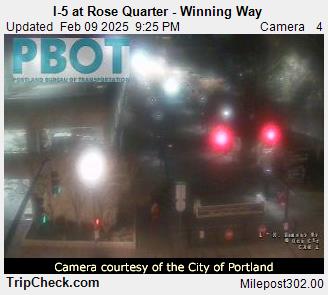 I-5 at Rose Quarter - Winning Way
Updated  Feb 09 2025  9:25 PM
Camera  4
PBOT
PORTLAND BUREAU OF TRANSPORTATION
Camera courtesy of the City of Portland
TripCheck.com
Milepost302.00